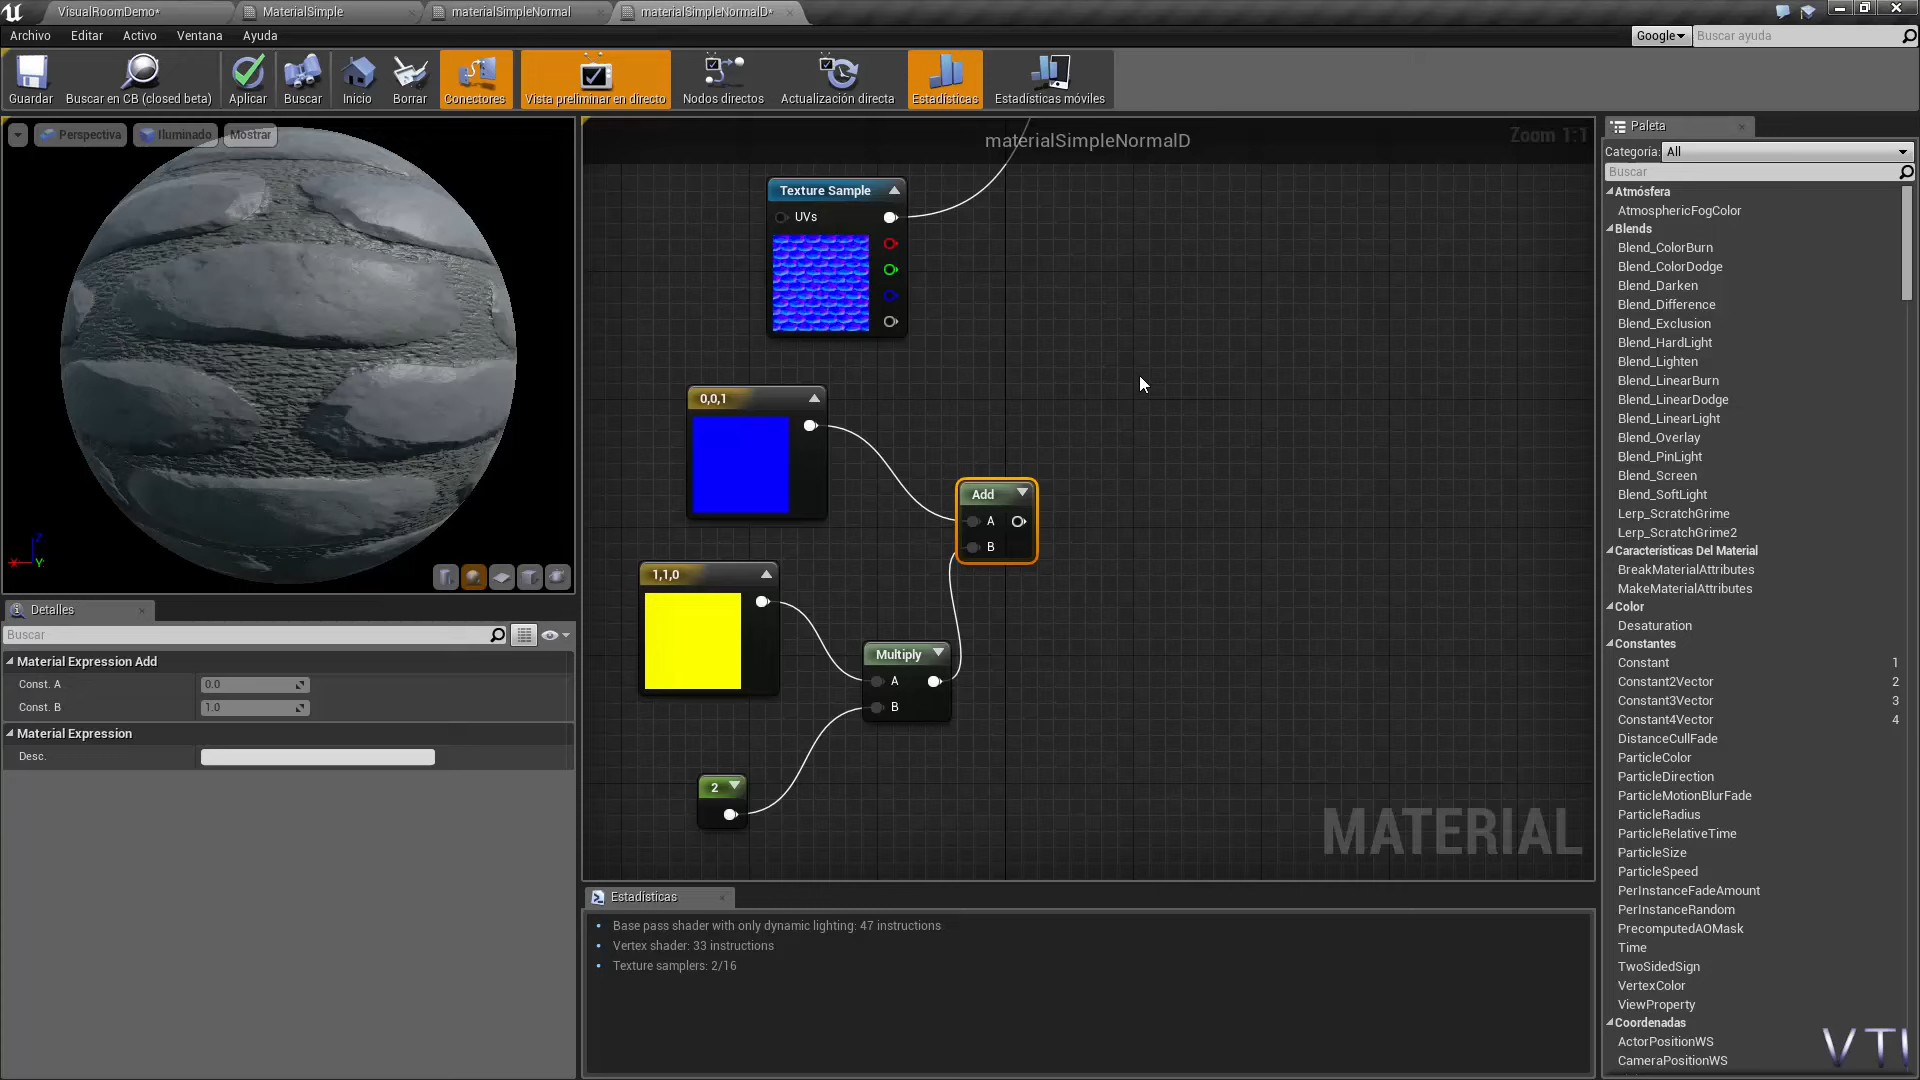 VisualRoomDemo*
MaterialSimple
materialSimpleNormal
materialSimpleNormalD*
Archivo
Editar
Activo
Ventana
Ayuda
Google
Buscar ayuda
Guardar
Buscar en CB (closed beta)
Aplicar
Buscar
Inicio
Borrar
Conectores
Vista preliminar en directo
Nodos directos
Actualización directa
Estadísticas
Estadísticas móviles
Perspectiva
Iluminado
Mostrar
X
Z
Y
materialSimpleNormalD
Zoom 1:1
Texture Sample
UVs
0,0,1
Add
A
B
1,1,0
Multiply
A
B
2
MATERIAL
Detalles
Buscar
Material Expression Add
Const. A
0.0
Const. B
1.0
Material Expression
Desc.
Estadísticas
Base pass shader with only dynamic lighting: 47 instructions
Vertex shader: 33 instructions
Texture samplers: 2/16
Paleta
Categoría: All
Buscar
Atmósfera
AtmosphericFogColor
Blends
Blend_ColorBurn
Blend_ColorDodge
Blend_Darken
Blend_Difference
Blend_Exclusion
Blend_HardLight
Blend_Lighten
Blend_LinearBurn
Blend_LinearDodge
Blend_LinearLight
Blend_Overlay
Blend_PinLight
Blend_Screen
Blend_SoftLight
Lerp_ScratchGrime
Lerp_ScratchGrime2
Características Del Material
BreakMaterialAttributes
MakeMaterialAttributes
Color
Desaturation
Constantes
Constant 1
Constant2Vector 2
Constant3Vector 3
Constant4Vector 4
DistanceCullFade
ParticleColor
ParticleDirection
ParticleMotionBlurFade
ParticleRadius
ParticleRelativeTime
ParticleSize
ParticleSpeed
PerInstanceFadeAmount
PerInstanceRandom
PrecomputedAOMask
Time
TwoSidedSign
VertexColor
ViewProperty
Coordenadas
ActorPositionWS
CameraPositionWS